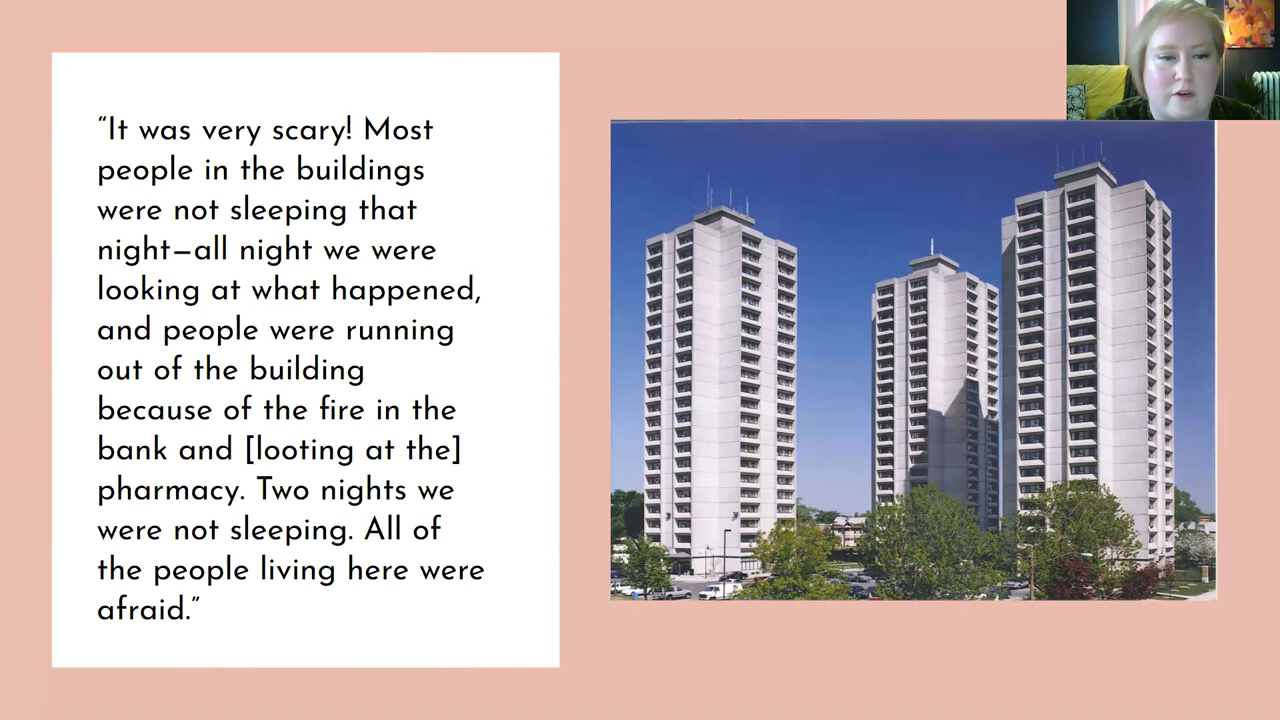 “It was very scary! Most
people in the buildings
were not sleeping that
night—all night we were
looking at what happened,
and people were running
out of the building
because of the fire in the
bank and [looting at the]
pharmacy. Two nights we
were not sleeping. All of
the people living here were
afraid.”